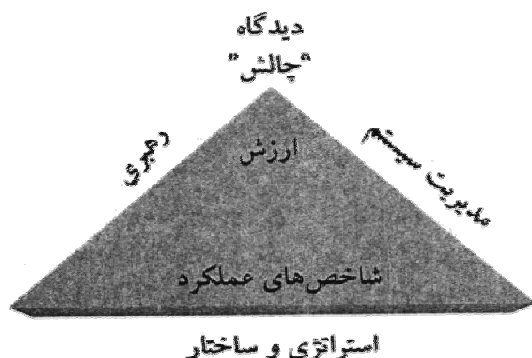 دیدگاه
"چالش"
رهبری
مدیریت سیستم
ارزش
شاخص‌های عملکرد
استراتژی و ساختار